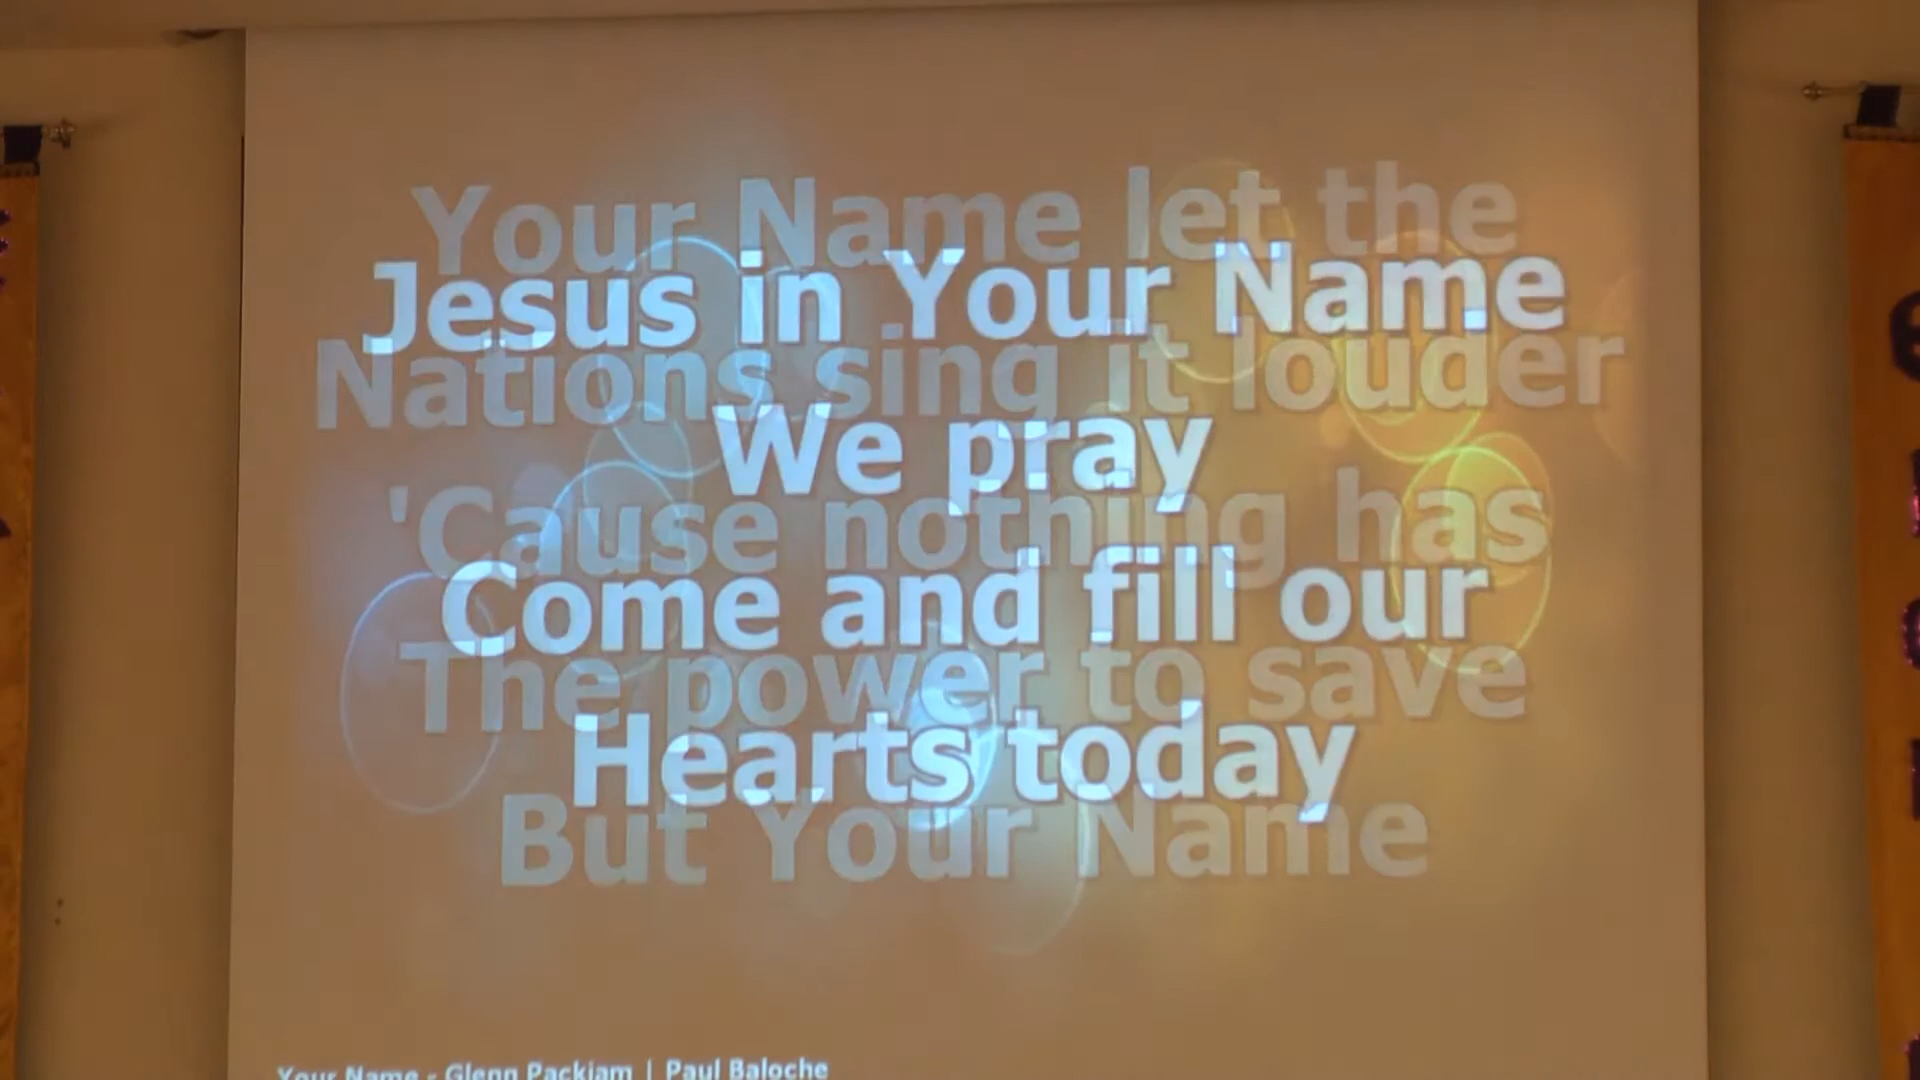 Your Name let the
Jesus in Your Name
Nations sing it louder
We pray
'Cause nothing has
Come and fill our
The power to save
Hearts today
But Your Name
Your Name - Glenn Packiam | Paul Baloche